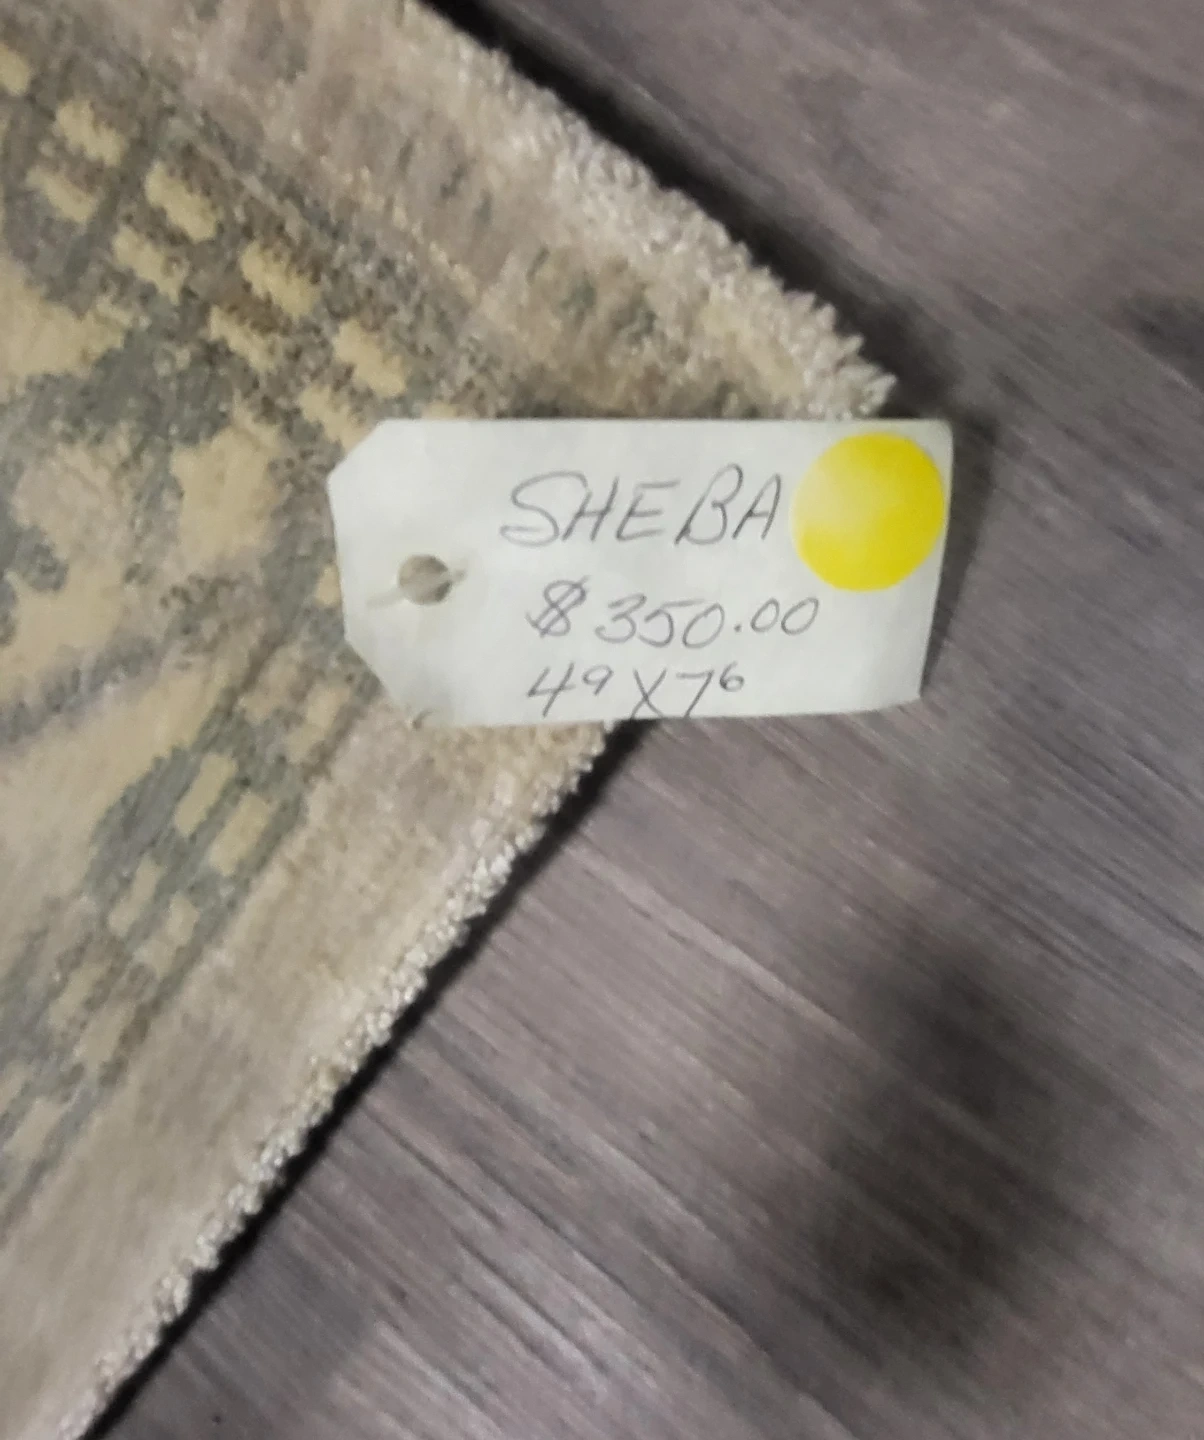 SHEBA
$350.00
4⁹ X 7⁶